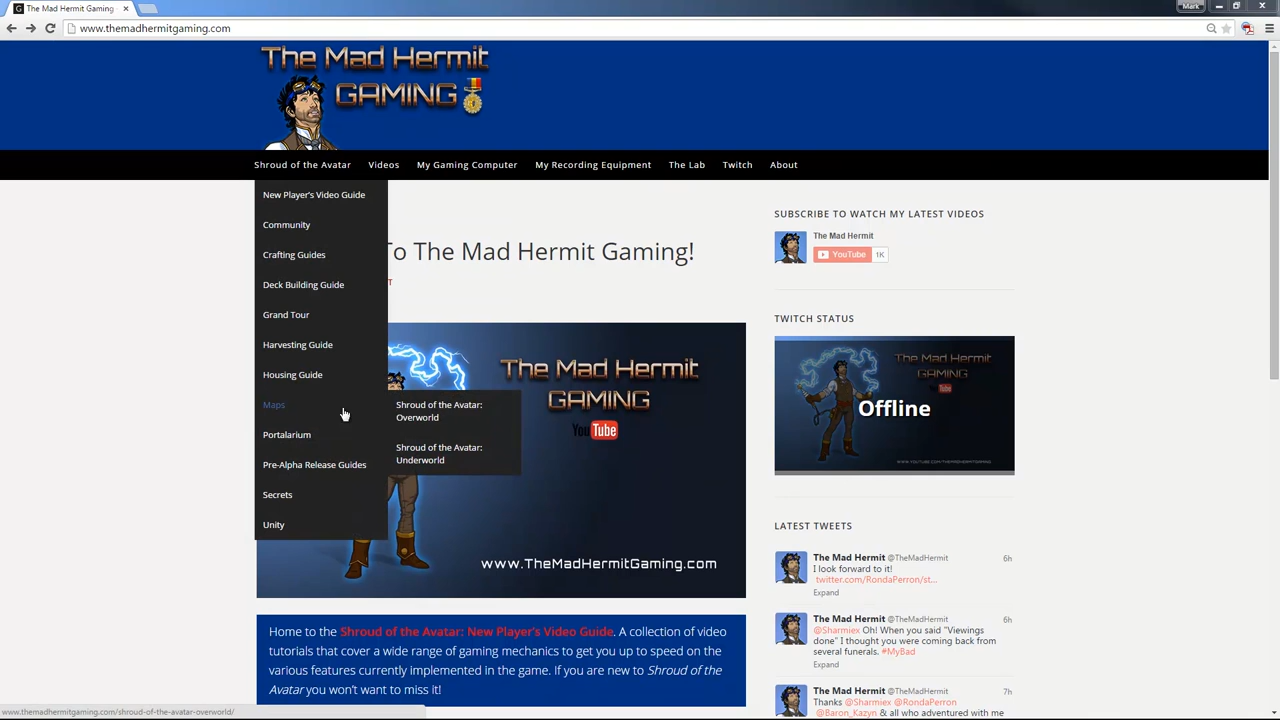 The Mad Hermit Gaming
Mark
www.themadhermitgaming.com
The Mad Hermit
GAMING
Shroud of the Avatar Videos My Gaming Computer My Recording Equipment The Lab Twitch About
New Player's Video Guide
Community
Crafting Guides
Deck Building Guide
Grand Tour
Harvesting Guide
Housing Guide
Maps
Portalarium
Pre-Alpha Release Guides
Secrets
Unity
Shroud of the Avatar:
Overworld
Shroud of the Avatar:
Underworld
To The Mad Hermit Gaming!
The Mad Hermit
GAMING
YouTube
www.TheMadHermitGaming.com
Home to the Shroud of the Avatar: New Player's Video Guide. A collection of video
tutorials that cover a wide range of gaming mechanics to get you up to speed on the
various features currently implemented in the game. If you are new to Shroud of the
Avatar you won't want to miss it!
SUBSCRIBE TO WATCH MY LATEST VIDEOS
The Mad Hermit
YouTube 1K
TWITCH STATUS
The Mad Hermit
GAMING
YouTube
Offline
WWW.YOUTUBE.COM/THEMADHERMITGAMING
LATEST TWEETS
The Mad Hermit @TheMadHermit 6h
I look forward to it!
twitter.com/RondaPerron/st...
Expand
The Mad Hermit @TheMadHermit 6h
@Sharmiex Oh! When you said "Viewings
done" I thought you were coming back from
several funerals. #MyBad
Expand
The Mad Hermit @TheMadHermit 7h
Thanks @Sharmiex @RondaPerron
@Baron_Kazyn & all who adventured with me
www.themadhermitgaming.com/shroud-of-the-avatar-overworld/